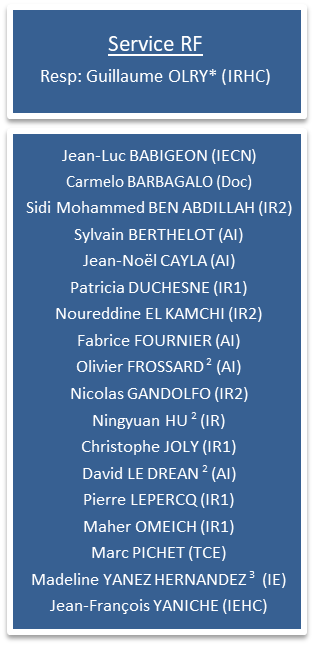 Service RF
Resp: Guillaume OLRY* (IRHC)
Jean-Luc BABIGEON (IECN)
Carmelo BARBAGALO (Doc)
Sidi Mohammed BEN ABDILLAH (IR2)
Sylvain BERTHELOT (AI)
Jean-Noël CAYLA (AI)
Patricia DUCHESNE (IR1)
Noureddine EL KAMCHI (IR2)
Fabrice FOURNIER (AI)
Olivier FROSSARD ² (AI)
Nicolas GANDOLFO (IR2)
Ningyuan HU ² (IR)
Christophe JOLY (IR1)
David LE DREAN ² (AI)
Pierre LEPERCQ (IR1)
Maher OMEICH (IR1)
Marc PICHET (TCE)
Madeline YANEZ HERNANDEZ ³ (IE)
Jean-François YANICHE (IEHC)